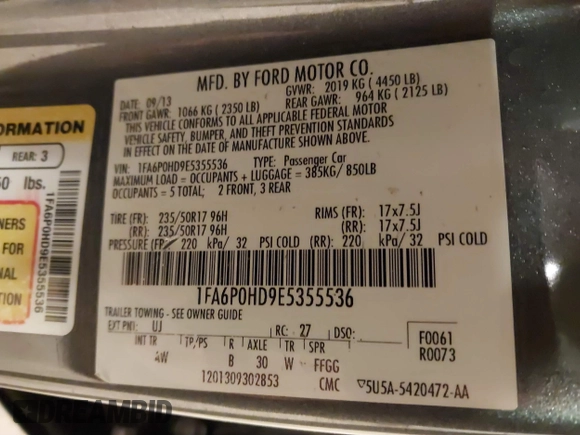 MFD. BY FORD MOTOR CO.
DATE: 09/13 GVWR: 2019 KG ( 4450 LB)
FRONT GAWR: 1066 KG ( 2350 LB) REAR GAWR: 964 KG ( 2125 LB)
THIS VEHICLE CONFORMS TO ALL APPLICABLE FEDERAL MOTOR
VEHICLE SAFETY, BUMPER, AND THEFT PREVENTION STANDARDS
IN EFFECT ON THE DATE OF MANUFACTURE SHOWN ABOVE.
VIN: 1FA6P0HD9E5355536 TYPE: Passenger Car
MAXIMUM LOAD = OCCUPANTS + LUGGAGE = 385KG/ 850LB
OCCUPANTS = 5 TOTAL; 2 FRONT, 3 REAR
TIRE (FR): 235/50R17 96H RIMS (FR): 17x7.5J
(RR): 235/50R17 96H (RR): 17x7.5J
PRESSURE (FR) 220 kPa/ 32 PSI COLD (RR): 220 kPa/ 32 PSI COLD
1FA6P0HD9E5355536
TRAILER TOWING - SEE OWNER GUIDE
EXT PNT: UJ RC: 27 DSO: F0061
TR TP/PS R AXLE TR SPR R0073
4W B 30 W FFGG
1201309302853 CMC 5U5A-5420472-AA
ORMATION
REAR: 3
50 lbs.
NERS
FOR
NAL
TION
1FA6P0HD9E5355536
DREAMBID